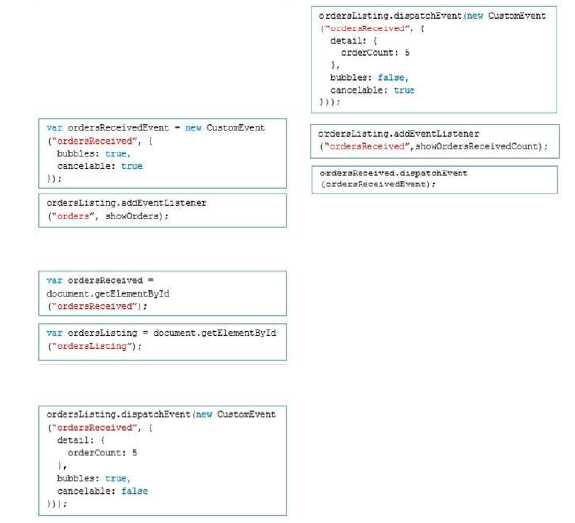 var ordersReceivedEvent = new CustomEvent
("ordersReceived", {
bubbles: true,
cancelable: true
});
ordersListing.addEventListener
("orders", showOrders);
var ordersReceived =
document.getElementById
("ordersReceived");
var ordersListing = document.getElementById
("ordersListing");
ordersListing.dispatchEvent(new CustomEvent
("ordersReceived", {
detail: {
orderCount: 5
},
bubbles: true,
cancelable: false
}));
ordersListing.dispatchEvent(new CustomEvent
("ordersReceived", {
detail: {
orderCount: 5
},
bubbles: false,
cancelable: true
}));
ordersListing.addEventListener
("ordersReceived",showOrdersReceivedCount);
ordersReceived.dispatchEvent
(ordersReceivedEvent);